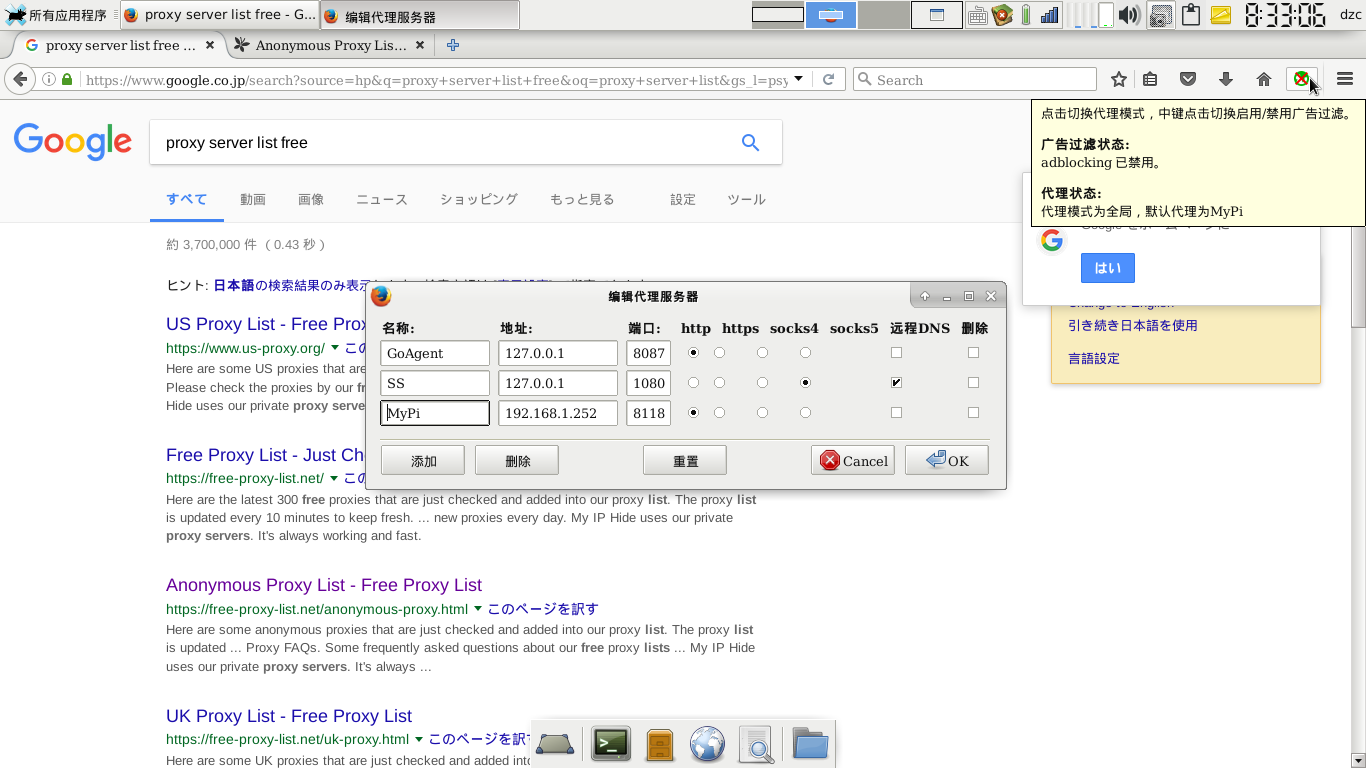 所有应用程序
proxy server list free - G...
编辑代理服务器
8:33:06
dzc
proxy server list free ...
Anonymous Proxy Lis...
https://www.google.co.jp/search?source=hp&q=proxy+server+list+free&oq=proxy+server+list&gs_l=psy
Search
点击切换代理模式，中键点击切换启用/禁用广告过滤。
广告过滤状态:
adblocking 已禁用。
代理状态:
代理模式为全局，默认代理为MyPi
Google
proxy server list free
すべて 動画 画像 ニュース ショッピング もっと見る 設定 ツール
約 3,700,000 件 （0.43 秒）
はい
ヒント: 日本語の検索結果のみ表示
Change to English
引き続き日本語を使用
言語設定
US Proxy List - Free Pro
https://www.us-proxy.org/ こ
Here are some US proxies that are
Please check the proxies by our fr
Hide uses our private proxy serve
编辑代理服务器
名称: 地址: 端口: http https socks4 socks5 远程DNS 删除
GoAgent 127.0.0.1 8087
SS 127.0.0.1 1080
MyPi 192.168.1.252 8118
添加 删除 重置 Cancel OK
Free Proxy List - Just Ch
https://free-proxy-list.net/ こ
Here are the latest 300 free proxies that are just checked and added into our proxy list. The proxy list
is updated every 10 minutes to keep fresh. ... new proxies every day. My IP Hide uses our private
proxy servers. It's always working and fast.
Anonymous Proxy List - Free Proxy List
https://free-proxy-list.net/anonymous-proxy.html このページを訳す
Here are some anonymous proxies that are just checked and added into our proxy list. The proxy list
is updated ... Proxy FAQs. Some frequently asked questions about our free proxy lists ... My IP Hide
uses our private proxy servers. It's always ...
UK Proxy List - Free Proxy List
https://free-proxy-list.net/uk-proxy.html このページを訳
Here are some UK proxies that are just checked and added into